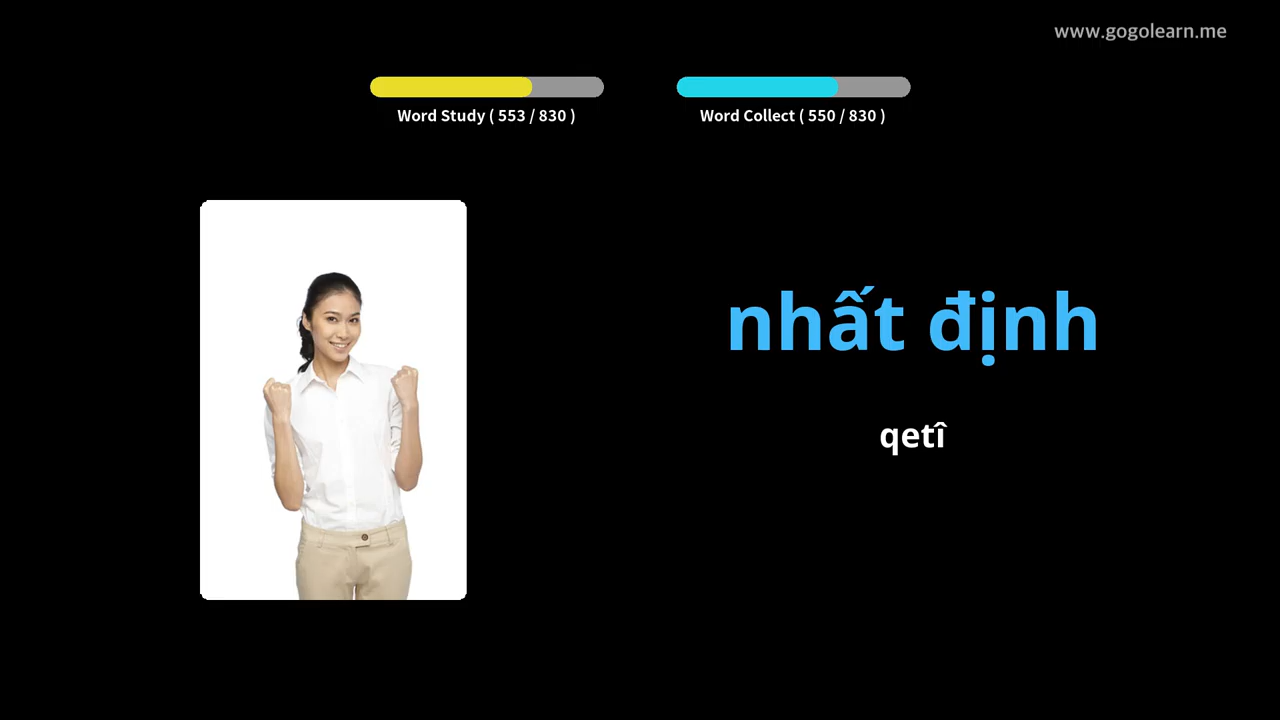 www.gogolearn.me
Word Study ( 553 / 830 )
Word Collect ( 550 / 830 )
nhất định
qetî